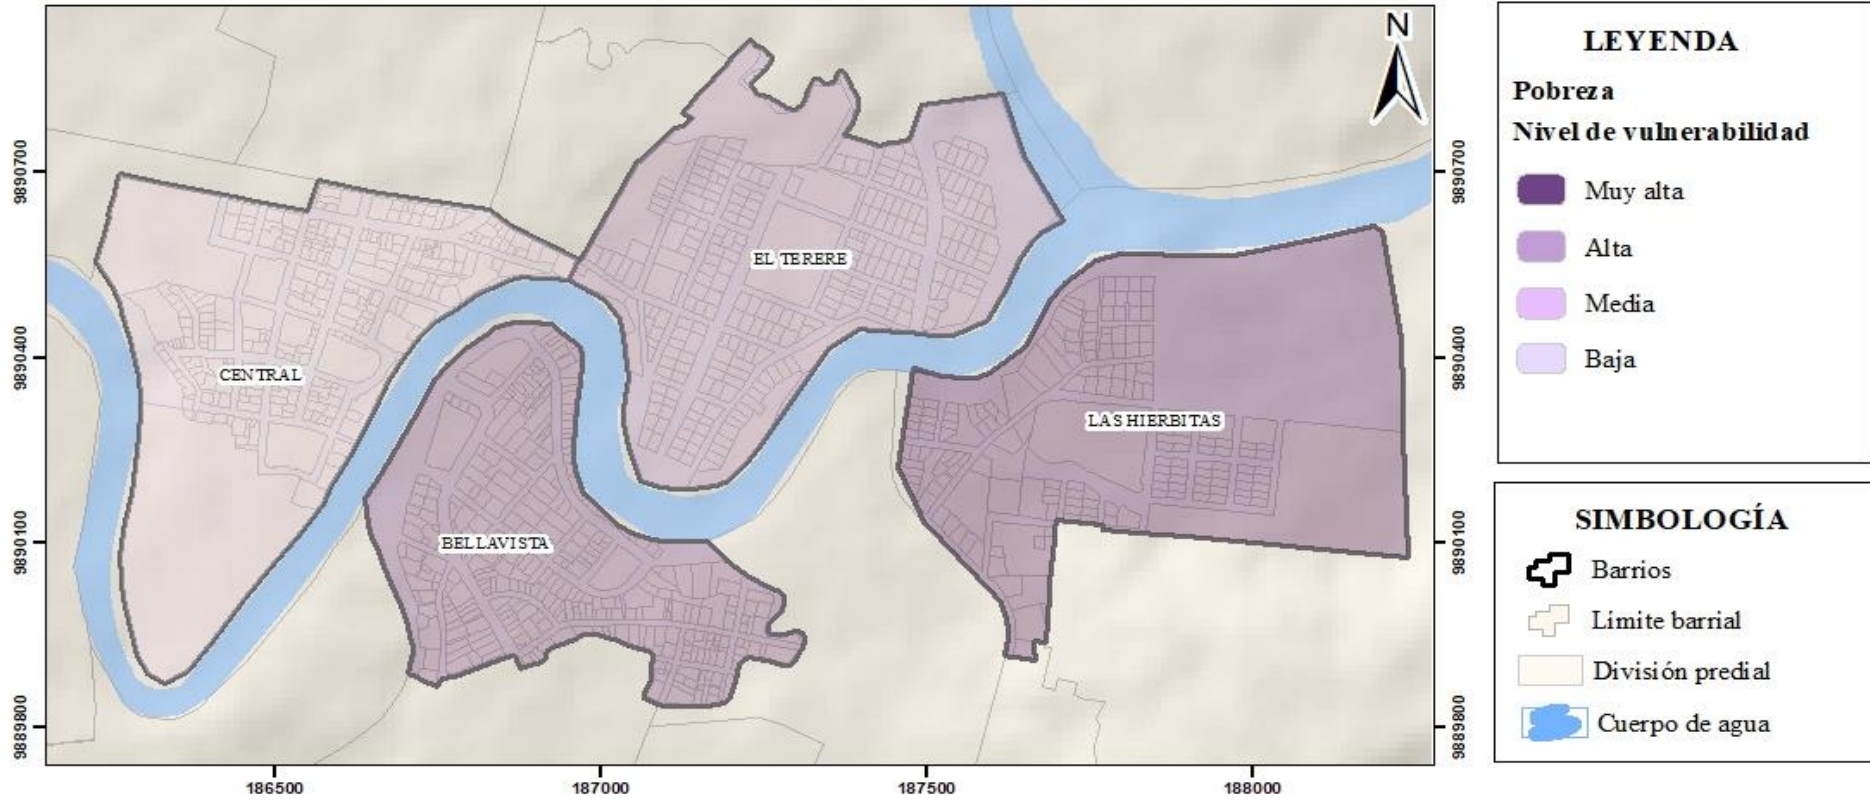 N
9890700
9890400
9890100
9889800
9890700
9890400
9890100
9889800
186500
187000
187500
188000
EL TERERE
CENTRAL
LAS HIERBITAS
BELLAVISTA
LEYENDA
Pobreza
Nivel de vulnerabilidad
Muy alta
Alta
Media
Baja
SIMBOLOGÍA
Barrios
Límite barrial
División predial
Cuerpo de agua